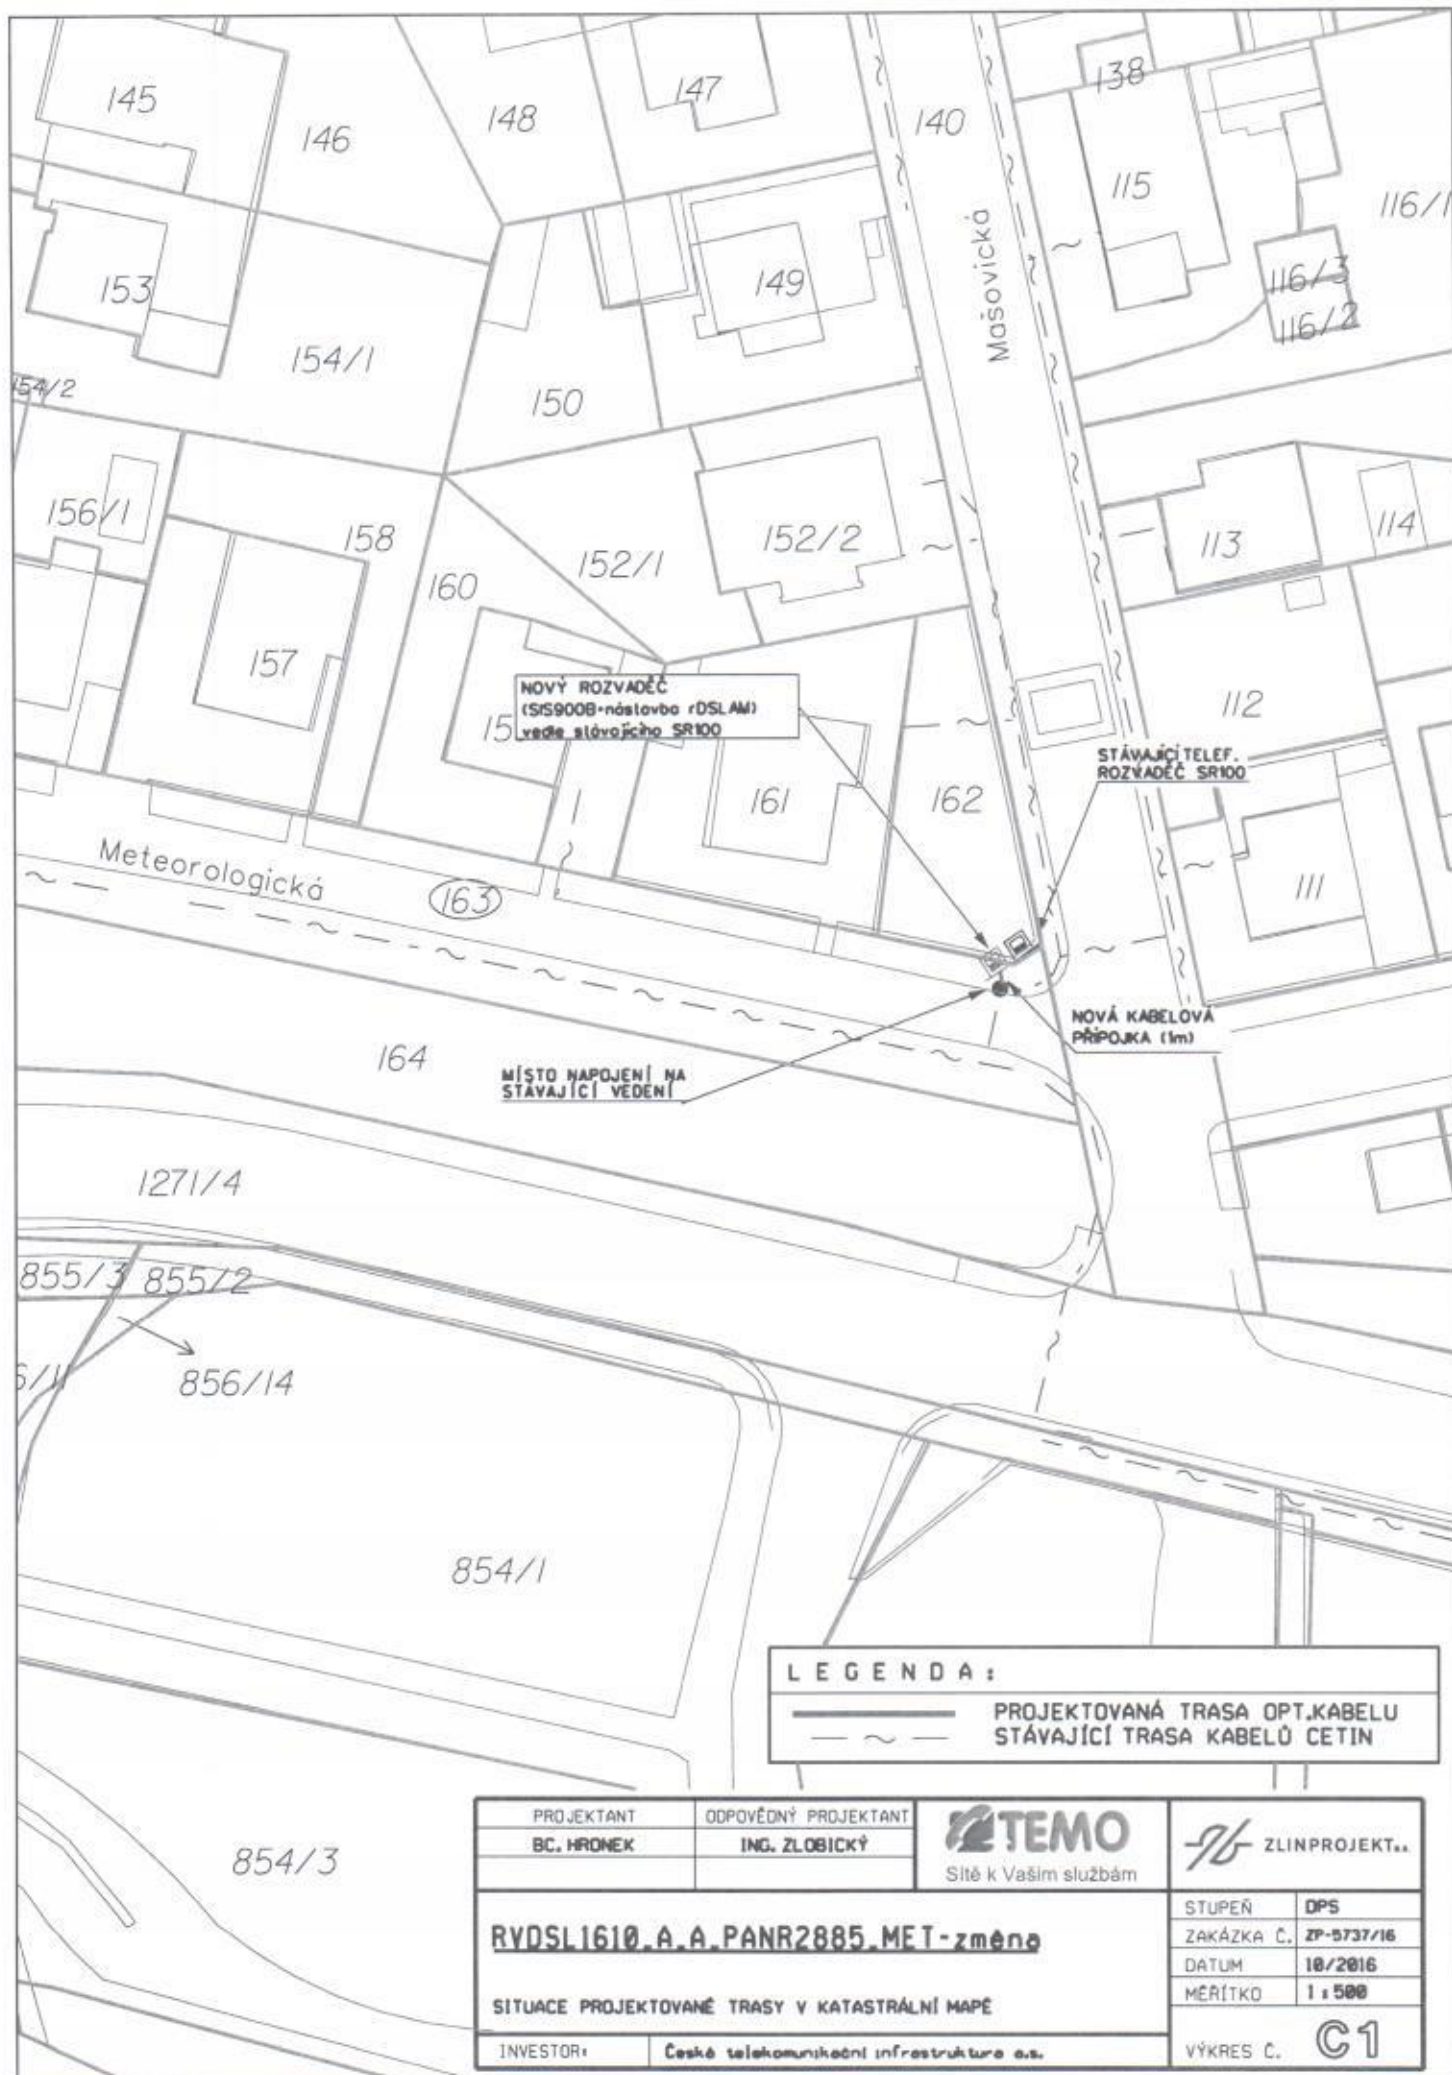 145
146
148
147
140
138
115
116/1
153
149
Mašovická
116/3
116/2
154/1
154/2
150
156/1
158
152/1
152/2
113
114
160
157
NOVÝ ROZVADĚČ
(SIS900B+nástavba rDSLAM)
vedle stávajícího SR100
112
STÁVAJÍCÍ TELEF.
ROZVADĚČ SR100
161
162
111
Meteorologická
163
NOVÁ KABELOVÁ
PŘÍPOJKA (1m)
164
MÍSTO NAPOJENÍ NA
STÁVAJÍCÍ VEDENÍ
1271/4
855/3
855/2
856/14
854/1
LEGENDA:
PROJEKTOVANÁ TRASA OPT.KABELU
STÁVAJÍCÍ TRASA KABELŮ CETIN
854/3
PROJEKTANT ODPOVĚDNÝ PROJEKTANT
BC. HRONEK ING. ZLOBICKÝ
TEMO
Sítě k Vašim službám
ZLINPROJEKT
RVDSL1610_A_A_PANR2885_MET-změna
SITUACE PROJEKTOVANÉ TRASY V KATASTRÁLNÍ MAPĚ
INVESTOR: Česká telekomunikační infrastruktura a.s.
STUPEŇ DPS
ZAKÁZKA Č. ZP-5737/16
DATUM 10/2016
MĚŘÍTKO 1:500
VÝKRES Č. C1